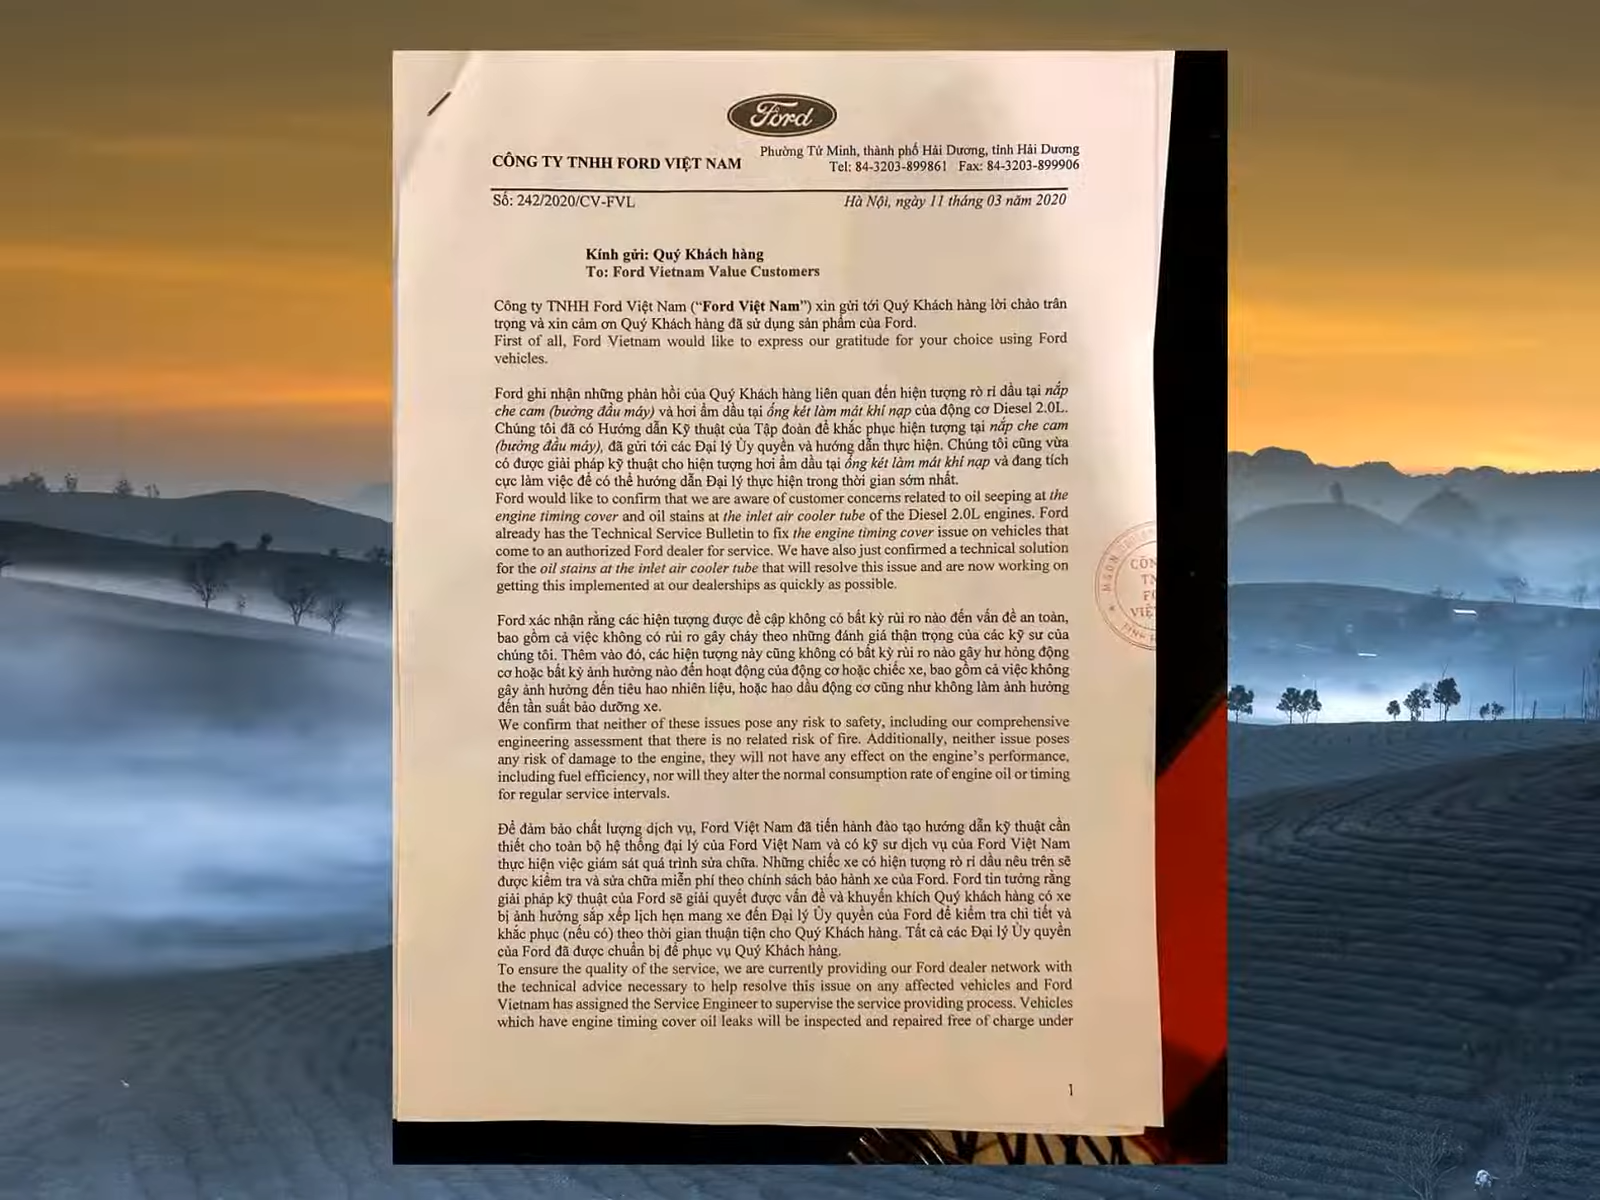 Ford
CÔNG TY TNHH FORD VIỆT NAM
Phường Tứ Minh, thành phố Hải Dương, tỉnh Hải Dương
Tel: 84-3203-899861 Fax: 84-3203-899906
Số: 242/2020/CV-FVL
Hà Nội, ngày 11 tháng 03 năm 2020
Kính gửi: Quý Khách hàng
To: Ford Vietnam Value Customers
Công ty TNHH Ford Việt Nam (“Ford Việt Nam”) xin gửi tới Quý Khách hàng lời chào trân
trọng và xin cảm ơn Quý Khách hàng đã sử dụng sản phẩm của Ford.
First of all, Ford Vietnam would like to express our gratitude for your choice using Ford
vehicles.
Ford ghi nhận những phản hồi của Quý Khách hàng liên quan đến hiện tượng rò rỉ dầu tại nắp
che cam (buồng đầu máy) và hơi ẩm dầu tại ống két làm mát khí nạp của động cơ Diesel 2.0L.
Chúng tôi đã có Hướng dẫn Kỹ thuật của Tập đoàn để khắc phục hiện tượng tại nắp che cam
(buồng đầu máy), đã gửi tới các Đại lý Ủy quyền và hướng dẫn thực hiện. Chúng tôi cũng vừa
có được giải pháp kỹ thuật cho hiện tượng hơi ẩm dầu tại ống két làm mát khí nạp và đang tích
cực làm việc để có thể hướng dẫn Đại lý thực hiện trong thời gian sớm nhất.
Ford would like to confirm that we are aware of customer concerns related to oil seeping at the
engine timing cover and oil stains at the inlet air cooler tube of the Diesel 2.0L engines. Ford
already has the Technical Service Bulletin to fix the engine timing cover issue on vehicles that
come to an authorized Ford dealer for service. We have also just confirmed a technical solution
for the oil stains at the inlet air cooler tube that will resolve this issue and are now working on
getting this implemented at our dealerships as quickly as possible.
Ford xác nhận rằng các hiện tượng được đề cập không có bất kỳ rủi ro nào đến vấn đề an toàn,
bao gồm cả việc không có rủi ro gây cháy theo những đánh giá thận trọng của các kỹ sư của
chúng tôi. Thêm vào đó, các hiện tượng này cũng không có bất kỳ rủi ro nào gây hư hỏng động
cơ hoặc bất kỳ ảnh hưởng nào đến hoạt động của động cơ hoặc chiếc xe, bao gồm cả việc không
gây ảnh hưởng đến tiêu hao nhiên liệu, hoặc hao dầu động cơ cũng như không làm ảnh hưởng
đến tần suất bảo dưỡng xe.
We confirm that neither of these issues pose any risk to safety, including our comprehensive
engineering assessment that there is no related risk of fire. Additionally, neither issue poses
any risk of damage to the engine, they will not have any effect on the engine’s performance,
including fuel efficiency, nor will they alter the normal consumption rate of engine oil or timing
for regular service intervals.
Để đảm bảo chất lượng dịch vụ, Ford Việt Nam đã tiến hành đào tạo hướng dẫn kỹ thuật cần
thiết cho toàn bộ hệ thống đại lý của Ford Việt Nam và có kỹ sư dịch vụ của Ford Việt Nam
thực hiện việc giám sát quá trình sửa chữa. Những chiếc xe có hiện tượng rò rỉ dầu nêu trên sẽ
được kiểm tra và sửa chữa miễn phí theo chính sách bảo hành xe của Ford. Ford tin tưởng rằng
giải pháp kỹ thuật của Ford sẽ giải quyết được vấn đề và khuyến khích Quý khách hàng có xe
bị ảnh hưởng sắp xếp lịch hẹn mang xe đến Đại lý Ủy quyền của Ford để kiểm tra chi tiết và
khắc phục (nếu có) theo thời gian thuận tiện cho Quý Khách hàng. Tất cả các Đại lý Ủy quyền
của Ford đã được chuẩn bị để phục vụ Quý Khách hàng.
To ensure the quality of the service, we are currently providing our Ford dealer network with
the technical advice necessary to help resolve this issue on any affected vehicles and Ford
Vietnam has assigned the Service Engineer to supervise the service providing process. Vehicles
which have engine timing cover oil leaks will be inspected and repaired free of charge under
1